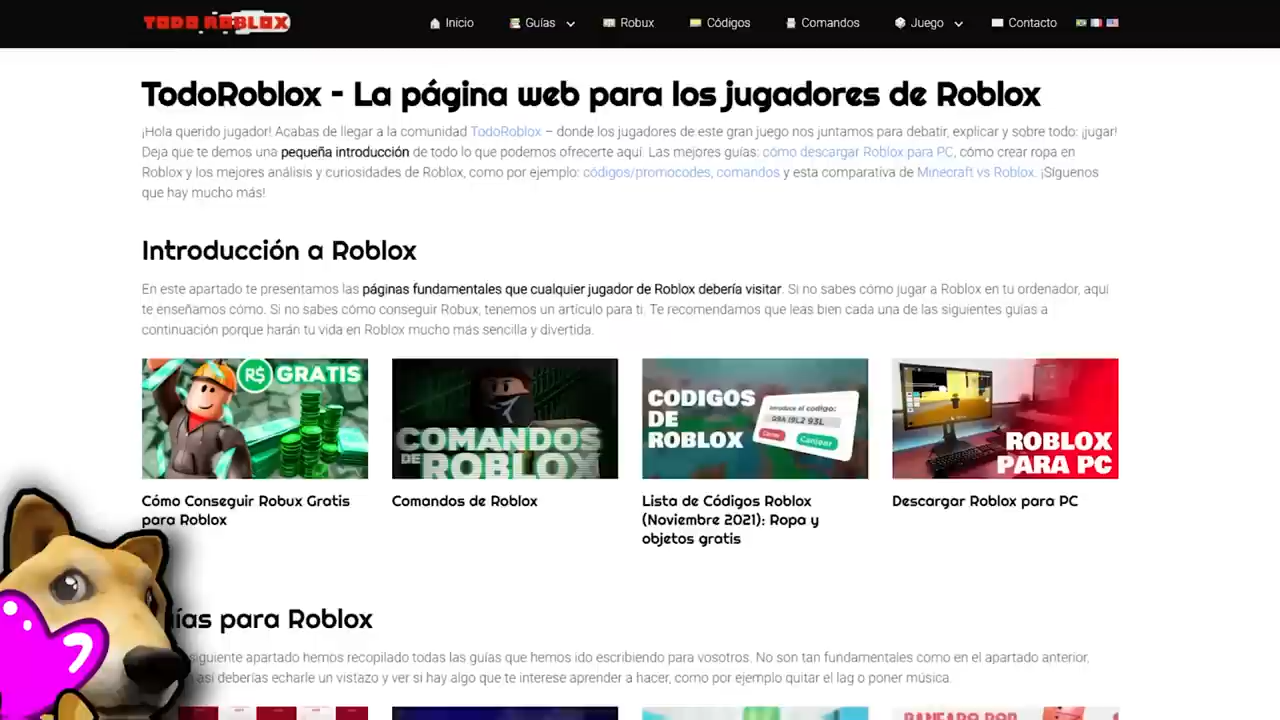 TODO ROBLOX
Inicio Guías Robux Códigos Comandos Juego Contacto
TodoRoblox - La página web para los jugadores de Roblox
¡Hola querido jugador! Acabas de llegar a la comunidad TodoRoblox – donde los jugadores de este gran juego nos juntamos para debatir, explicar y sobre todo: ¡jugar!
Deja que te demos una pequeña introducción de todo lo que podemos ofrecerte aquí. Las mejores guías: cómo descargar Roblox para PC, cómo crear ropa en
Roblox y los mejores análisis y curiosidades de Roblox, como por ejemplo: códigos/promocodes, comandos y esta comparativa de Minecraft vs Roblox. ¡Síguenos
que hay mucho más!
Introducción a Roblox
En este apartado te presentamos las páginas fundamentales que cualquier jugador de Roblox debería visitar. Si no sabes cómo jugar a Roblox en tu ordenador, aquí
te enseñamos cómo. Si no sabes cómo conseguir Robux, tenemos un artículo para ti. Te recomendamos que leas bien cada una de las siguientes guías a
continuación porque harán tu vida en Roblox mucho más sencilla y divertida.
R$ GRATIS
COMANDOS
DE ROBLOX
CODIGOS
DE
ROBLOX
Introduce el codigo:
Cerrar Canjear
ROBLOX
PARA PC
Cómo Conseguir Robux Gratis
para Roblox
Comandos de Roblox
Lista de Códigos Roblox
(Noviembre 2021): Ropa y
objetos gratis
Descargar Roblox para PC
ías para Roblox
siguiente apartado hemos recopilado todas las guías que hemos ido escribiendo para vosotros. No son tan fundamentales como en el apartado anterior,
asi deberías echarle un vistazo y ver si hay algo que te interese aprender a hacer, como por ejemplo quitar el lag o poner música.